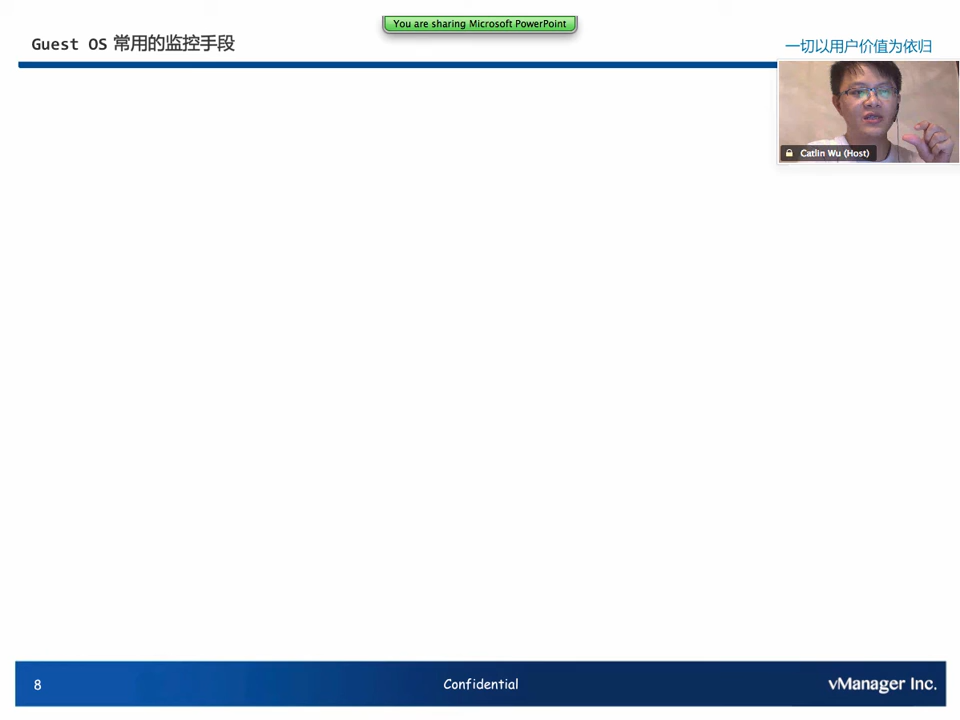 You are sharing Microsoft PowerPoint
Guest OS 常用的监控手段
一切以用户价值为依归
Catlin Wu (Host)
8
Confidential
vManager Inc.